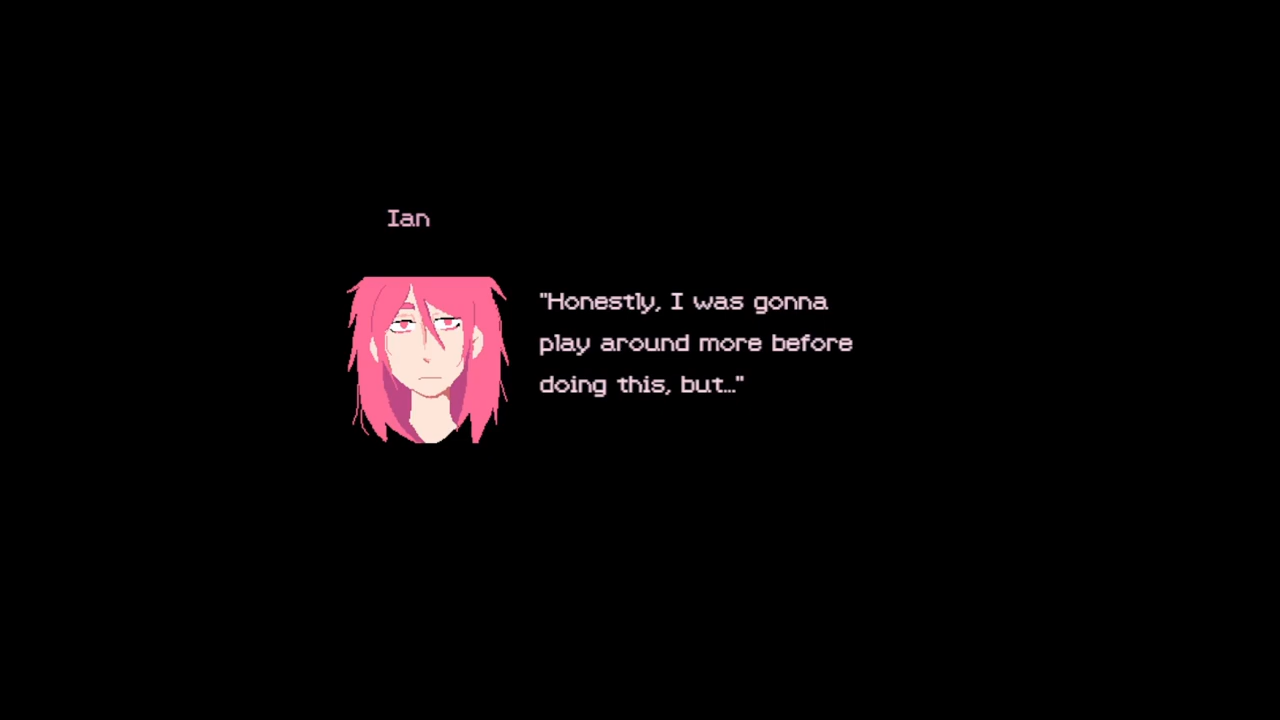 Ian
"Honestly, I was gonna
play around more before
doing this, but..."